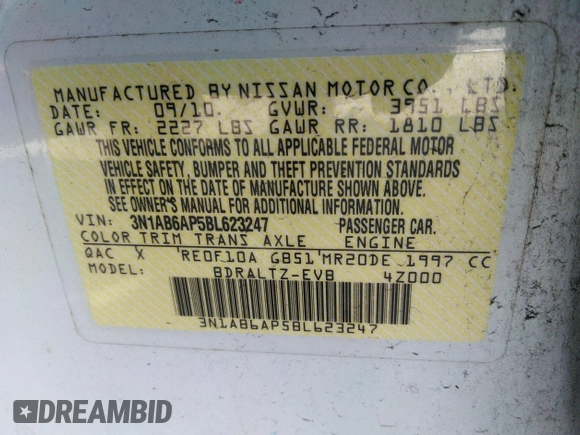 MANUFACTURED BY NISSAN MOTOR CO., LTD.
DATE: 09/10. GVWR: 3951 LBS
GAWR FR: 2227 LBS GAWR RR: 1810 LBS
THIS VEHICLE CONFORMS TO ALL APPLICABLE FEDERAL MOTOR
VEHICLE SAFETY, BUMPER AND THEFT PREVENTION STANDARDS
IN EFFECT ON THE DATE OF MANUFACTURE SHOWN ABOVE.
SEE OWNER"S MANUAL FOR ADDITIONAL INFORMATION.
VIN: 3N1AB6AP5BL623247 PASSENGER CAR.
COLOR TRIM TRANS AXLE ENGINE
QAC X 'RE0F10A GB51'MR20DE 1997 CC
MODEL: BDRALTZ-EVB 4Z000
3N1AB6AP5BL623247
DREAMBID